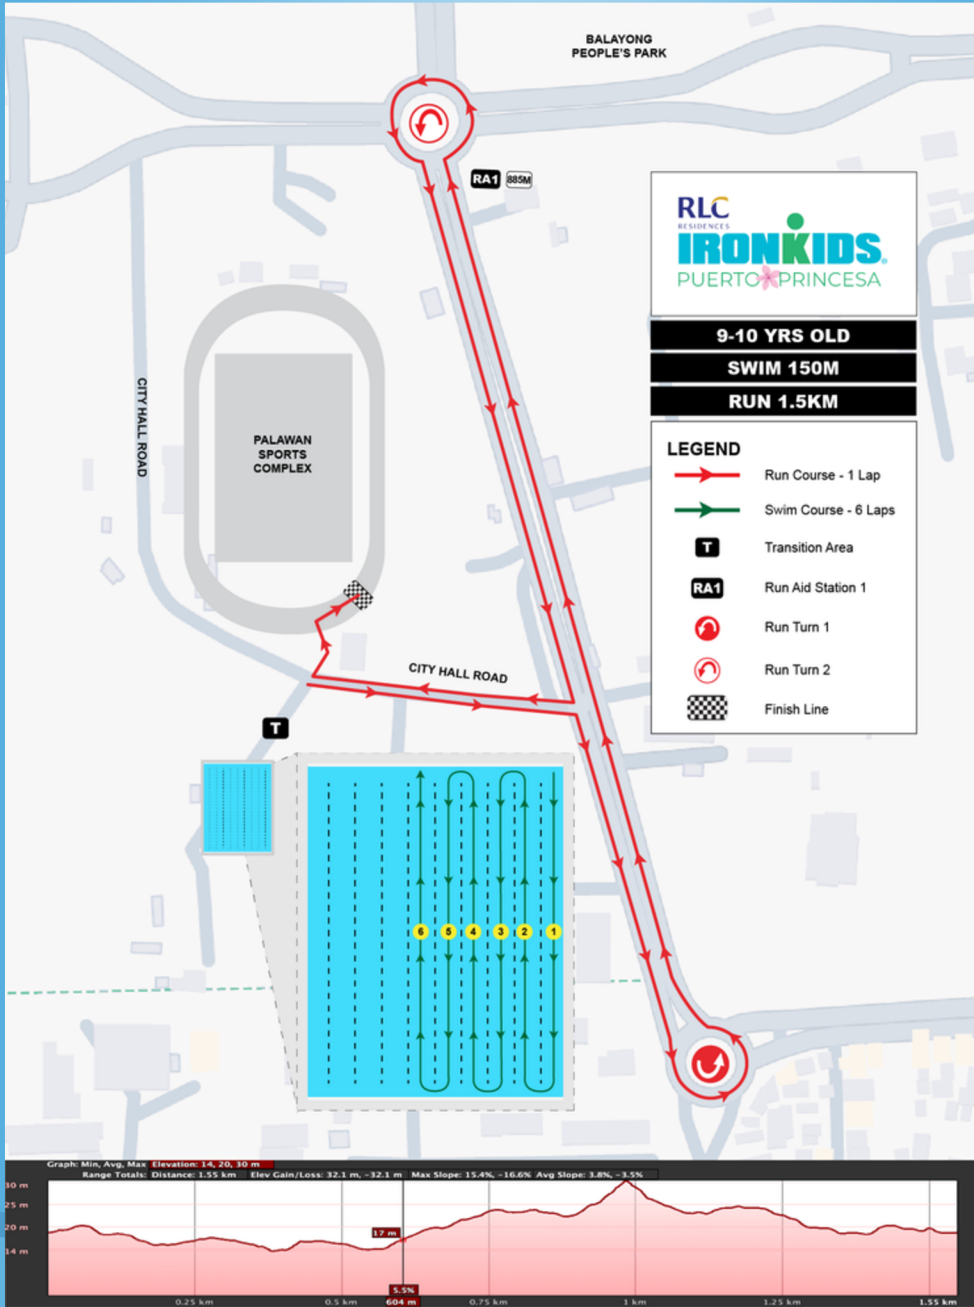 BALAYONG
PEOPLE'S PARK
RA1 885M
RLC
RESIDENCES
IRONKIDS®
PUERTO PRINCESA
9-10 YRS OLD
SWIM 150M
RUN 1.5KM
LEGEND
Run Course - 1 Lap
Swim Course - 6 Laps
T Transition Area
RA1 Run Aid Station 1
Run Turn 1
Run Turn 2
Finish Line
CITY HALL ROAD
PALAWAN
SPORTS
COMPLEX
CITY HALL ROAD
T
6 5 4 3 2 1
Graph: Min, Avg, Max Elevation: 14, 20, 30 m
Range Totals: Distance: 1.55 km Elev Gain/Loss: 32.1 m, -32.1 m Max Slope: 15.4%, -16.6% Avg Slope: 3.8%, -3.5%
30 m
25 m
20 m
14 m
17 m
5.5%
0.25 km 0.5 km 604 m 0.75 km 1 km 1.25 km 1.55 km